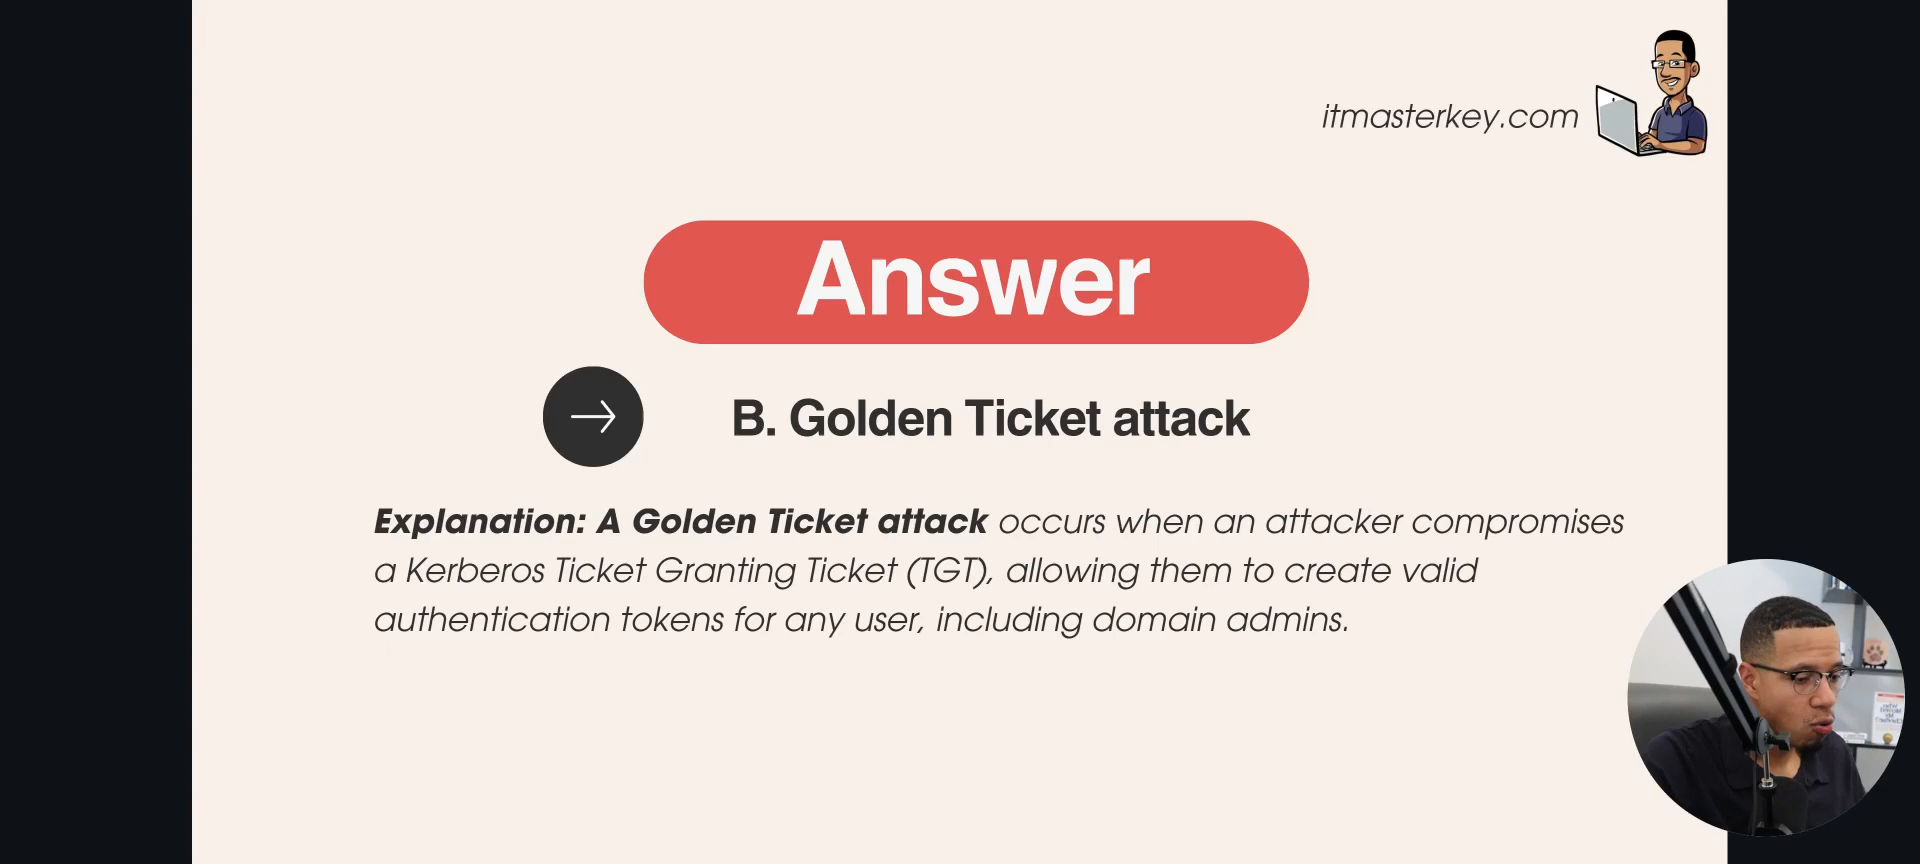 itmasterkey.com
Answer
B. Golden Ticket attack
Explanation: A Golden Ticket attack occurs when an attacker compromises
a Kerberos Ticket Granting Ticket (TGT), allowing them to create valid
authentication tokens for any user, including domain admins.